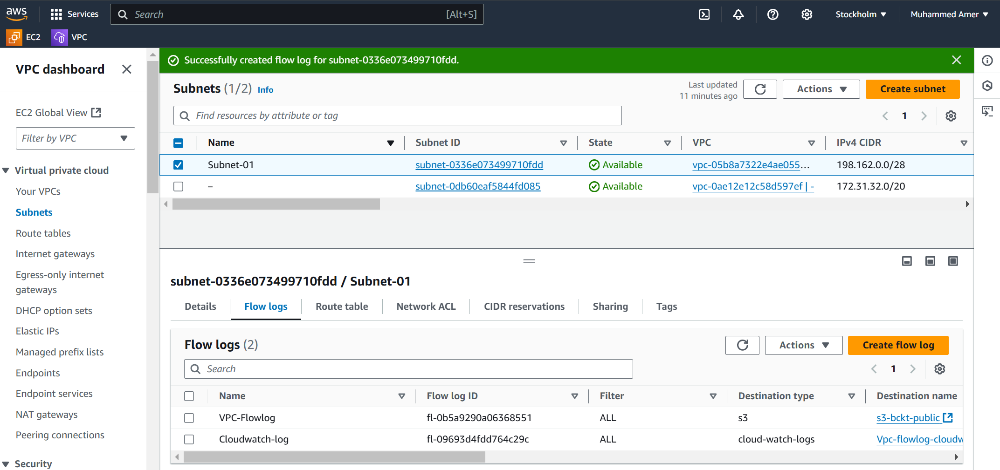 aws
Services
Search
[Alt+S]
Stockholm
Muhammed Amer
EC2
VPC
VPC dashboard
EC2 Global View
Filter by VPC
Virtual private cloud
Your VPCs
Subnets
Route tables
Internet gateways
Egress-only internet
gateways
DHCP option sets
Elastic IPs
Managed prefix lists
Endpoints
Endpoint services
NAT gateways
Peering connections
Security
Successfully created flow log for subnet-0336e073499710fdd.
Subnets (1/2) Info
Last updated
11 minutes ago
Actions
Create subnet
Find resources by attribute or tag
1
Name Subnet ID State VPC IPv4 CIDR
Subnet-01 subnet-0336e073499710fdd Available vpc-05b8a7322e4ae055... 198.162.0.0/28
– subnet-0db60eaf5844fd085 Available vpc-0ae12e12c58d597ef | - 172.31.32.0/20
subnet-0336e073499710fdd / Subnet-01
Details Flow logs Route table Network ACL CIDR reservations Sharing Tags
Flow logs (2)
Actions
Create flow log
Search
1
Name Flow log ID Filter Destination type Destination name
VPC-Flowlog fl-0b5a9290a06368551 ALL s3 s3-bckt-public
Cloudwatch-log fl-09693d4fdd764c29c ALL cloud-watch-logs Vpc-flowlog-cloudw